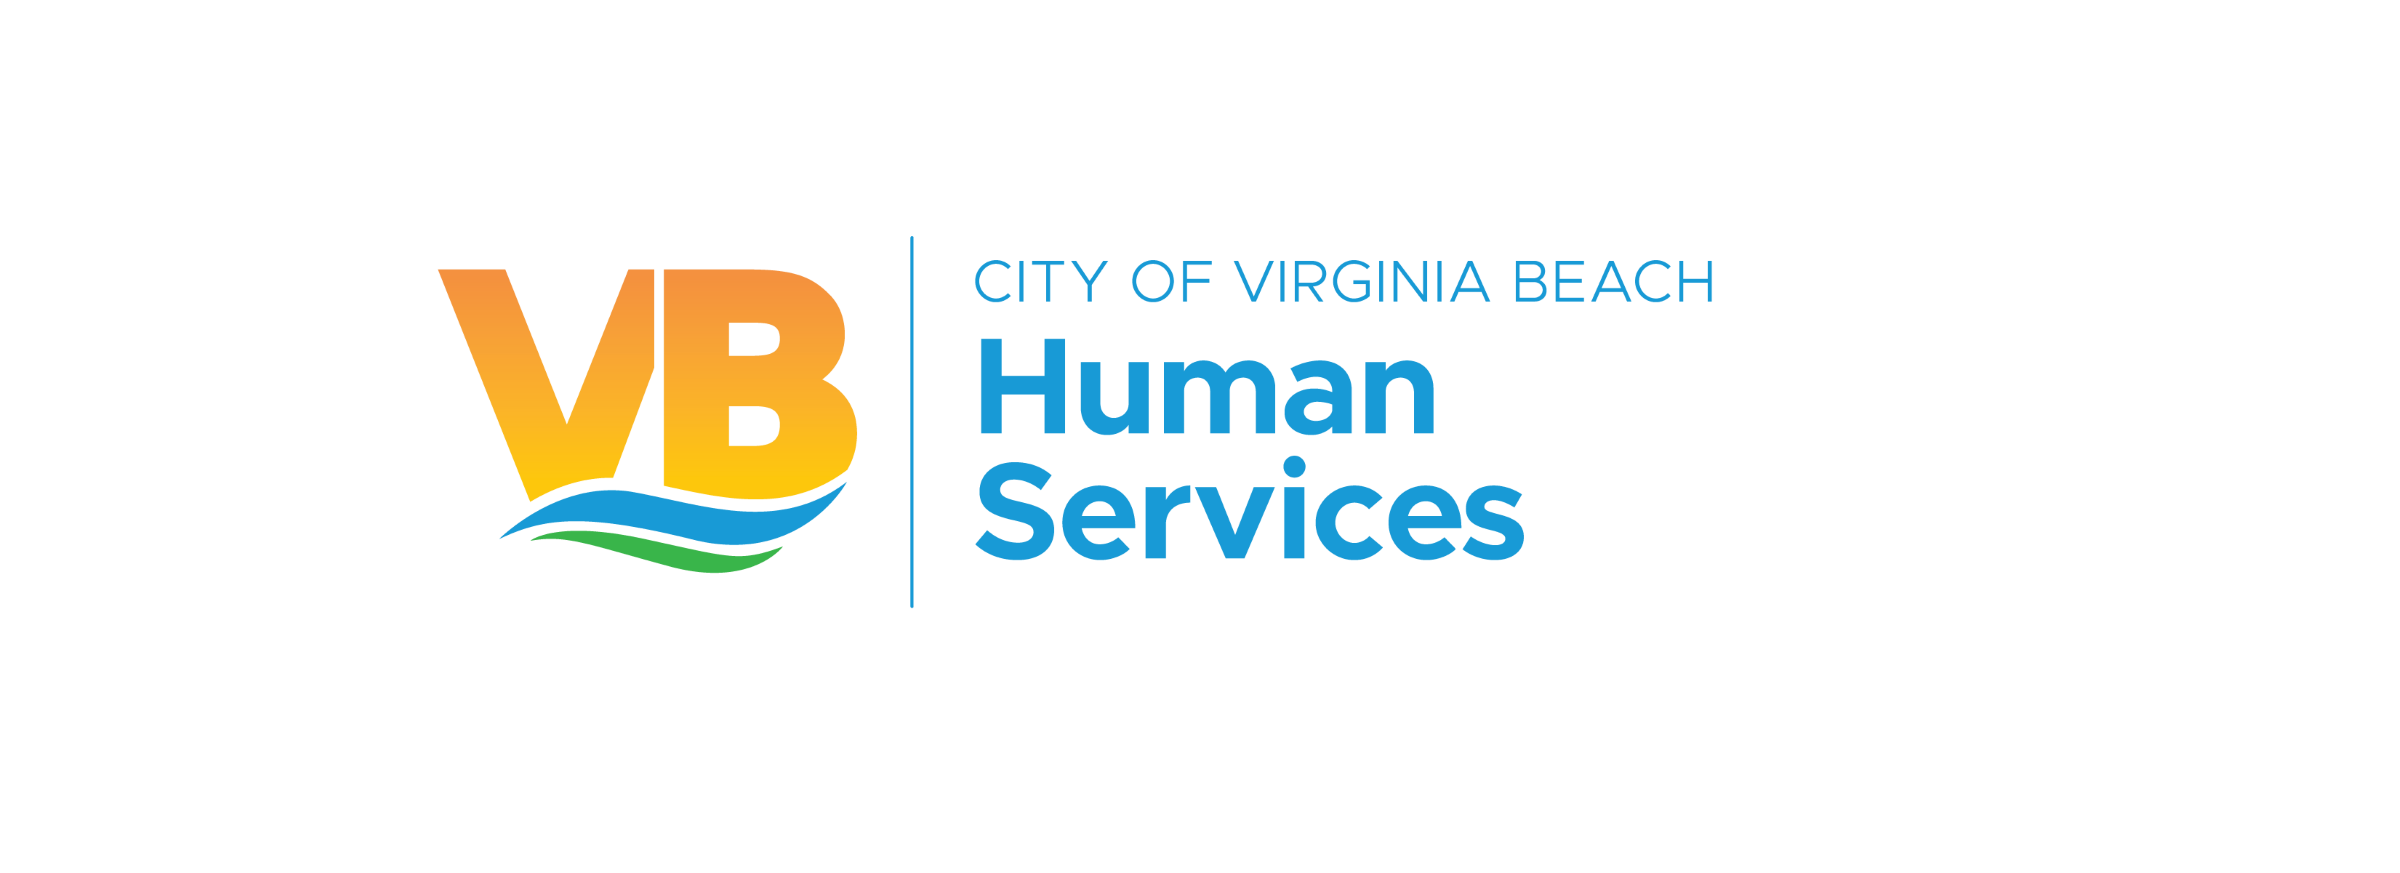 VB
CITY OF VIRGINIA BEACH
Human
Services